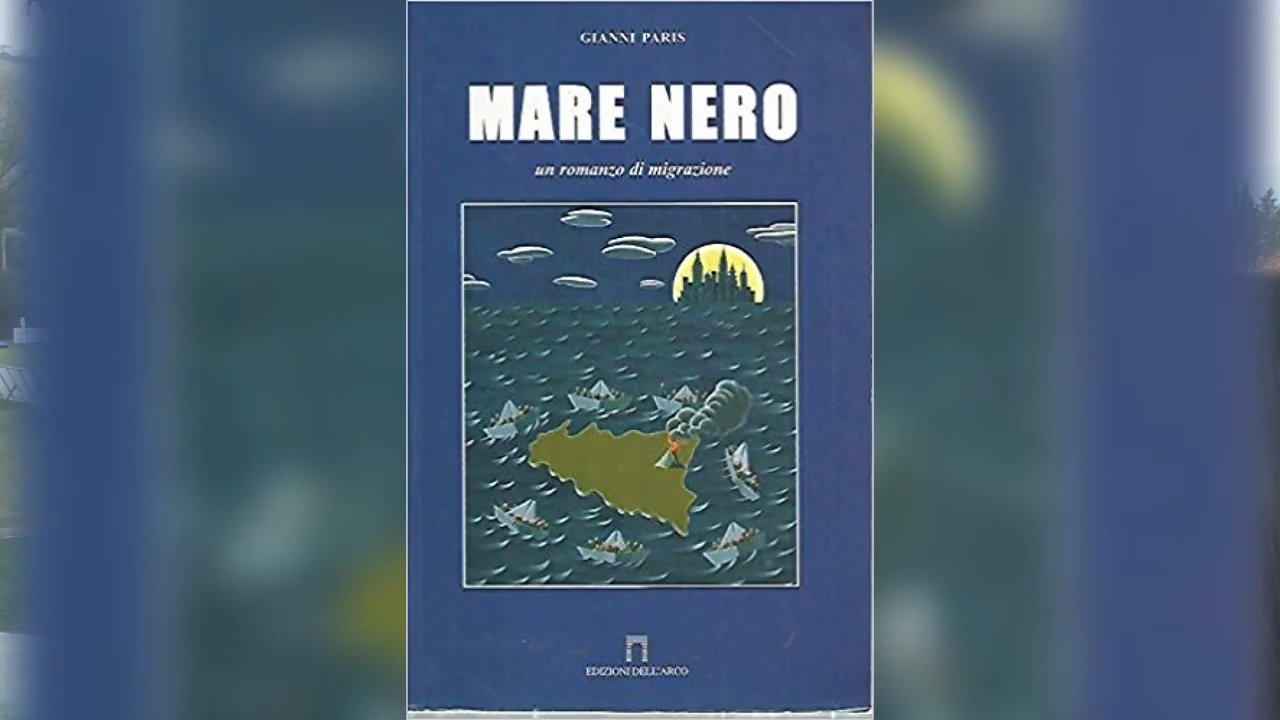 GIANNI PARIS
MARE NERO
un romanzo di migrazione
EDIZIONI DELL'ARCO